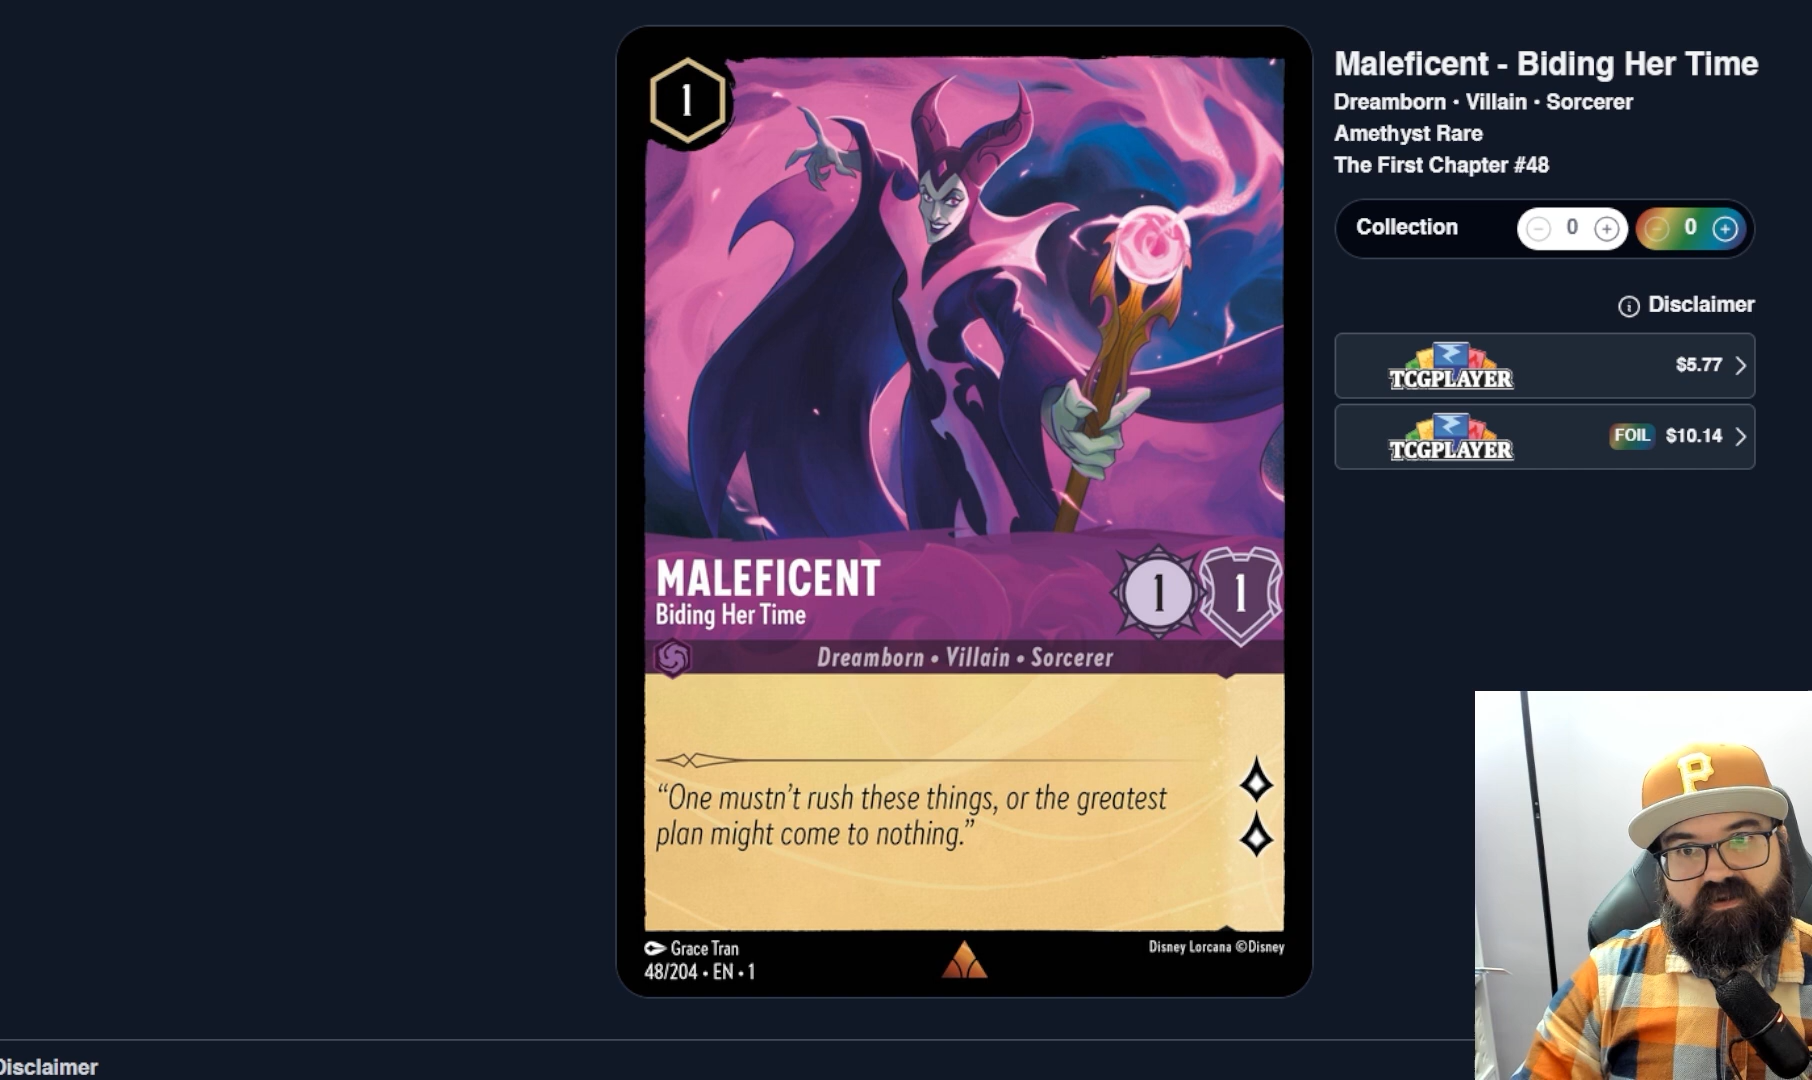 1
MALEFICENT
Biding Her Time
1
1
Dreamborn • Villain • Sorcerer
“One mustn’t rush these things, or the greatest
plan might come to nothing.”
Grace Tran
48/204 • EN • 1
Disney Lorcana ©Disney
Maleficent - Biding Her Time
Dreamborn • Villain • Sorcerer
Amethyst Rare
The First Chapter #48
Collection
0
0
Disclaimer
TCGPLAYER
$5.77
TCGPLAYER
FOIL $10.14
P
Disclaimer